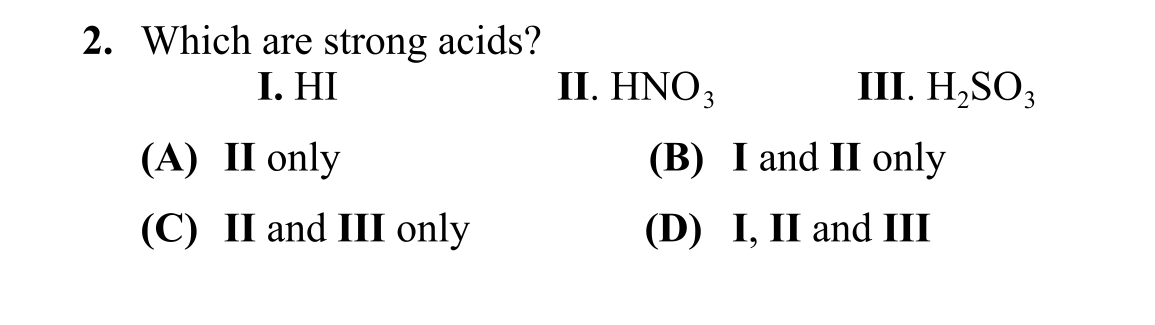 2. Which are strong acids?
I. HI II. HNO₃ III. H₂SO₃
(A) II only (B) I and II only
(C) II and III only (D) I, II and III